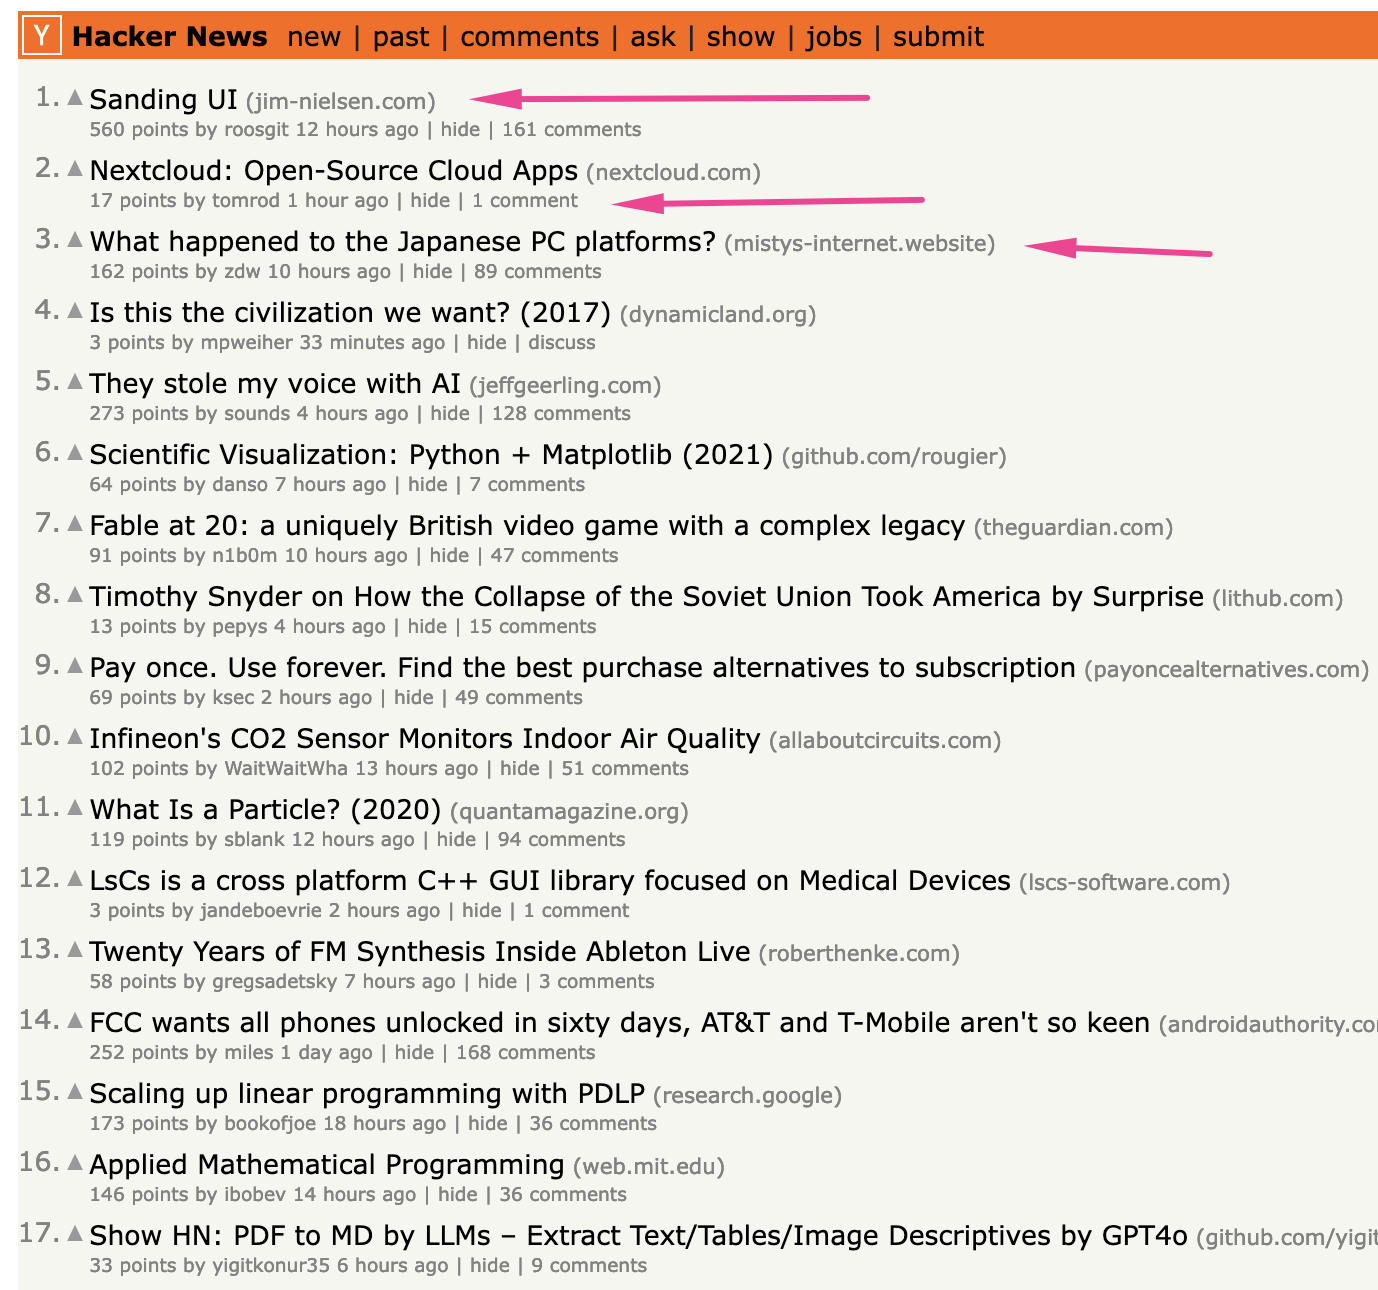 Y Hacker News new | past | comments | ask | show | jobs | submit
1. Sanding UI (jim-nielsen.com)
560 points by roosgit 12 hours ago | hide | 161 comments
2. Nextcloud: Open-Source Cloud Apps (nextcloud.com)
17 points by tomrod 1 hour ago | hide | 1 comment
3. What happened to the Japanese PC platforms? (mistys-internet.website)
162 points by zdw 10 hours ago | hide | 89 comments
4. Is this the civilization we want? (2017) (dynamicland.org)
3 points by mpweiher 33 minutes ago | hide | discuss
5. They stole my voice with AI (jeffgeerling.com)
273 points by sounds 4 hours ago | hide | 128 comments
6. Scientific Visualization: Python + Matplotlib (2021) (github.com/rougier)
64 points by danso 7 hours ago | hide | 7 comments
7. Fable at 20: a uniquely British video game with a complex legacy (theguardian.com)
91 points by n1b0m 10 hours ago | hide | 47 comments
8. Timothy Snyder on How the Collapse of the Soviet Union Took America by Surprise (lithub.com)
13 points by pepys 4 hours ago | hide | 15 comments
9. Pay once. Use forever. Find the best purchase alternatives to subscription (payoncealternatives.com)
69 points by ksec 2 hours ago | hide | 49 comments
10. Infineon's CO2 Sensor Monitors Indoor Air Quality (allaboutcircuits.com)
102 points by WaitWaitWha 13 hours ago | hide | 51 comments
11. What Is a Particle? (2020) (quantamagazine.org)
119 points by sblank 12 hours ago | hide | 94 comments
12. LsCs is a cross platform C++ GUI library focused on Medical Devices (lscs-software.com)
3 points by jandeboevrie 2 hours ago | hide | 1 comment
13. Twenty Years of FM Synthesis Inside Ableton Live (roberthenke.com)
58 points by gregsadetsky 7 hours ago | hide | 3 comments
14. FCC wants all phones unlocked in sixty days, AT&T and T-Mobile aren't so keen (androidauthority.co
252 points by miles 1 day ago | hide | 168 comments
15. Scaling up linear programming with PDLP (research.google)
173 points by bookofjoe 18 hours ago | hide | 36 comments
16. Applied Mathematical Programming (web.mit.edu)
146 points by ibobev 14 hours ago | hide | 36 comments
17. Show HN: PDF to MD by LLMs – Extract Text/Tables/Image Descriptives by GPT4o (github.com/yigit
33 points by yigitkonur35 6 hours ago | hide | 9 comments